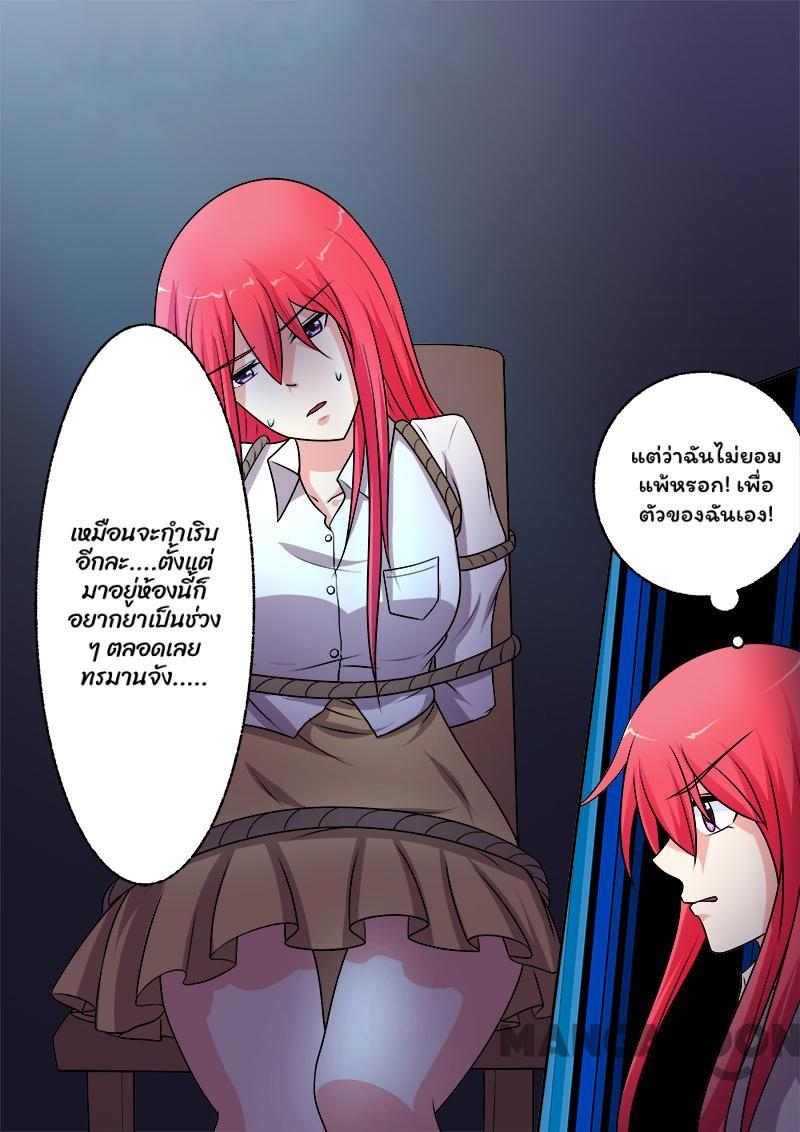 เหมือนจะกำเริบ
อีกละ....ตั้งแต่
มาอยู่ห้องนี้ก็
อยากยาเป็นช่วง
ๆ ตลอดเลย
ทรมานจัง.....
แต่ว่าฉันไม่ยอม
แพ้หรอก! เพื่อ
ตัวของฉันเอง!
MANGATOON